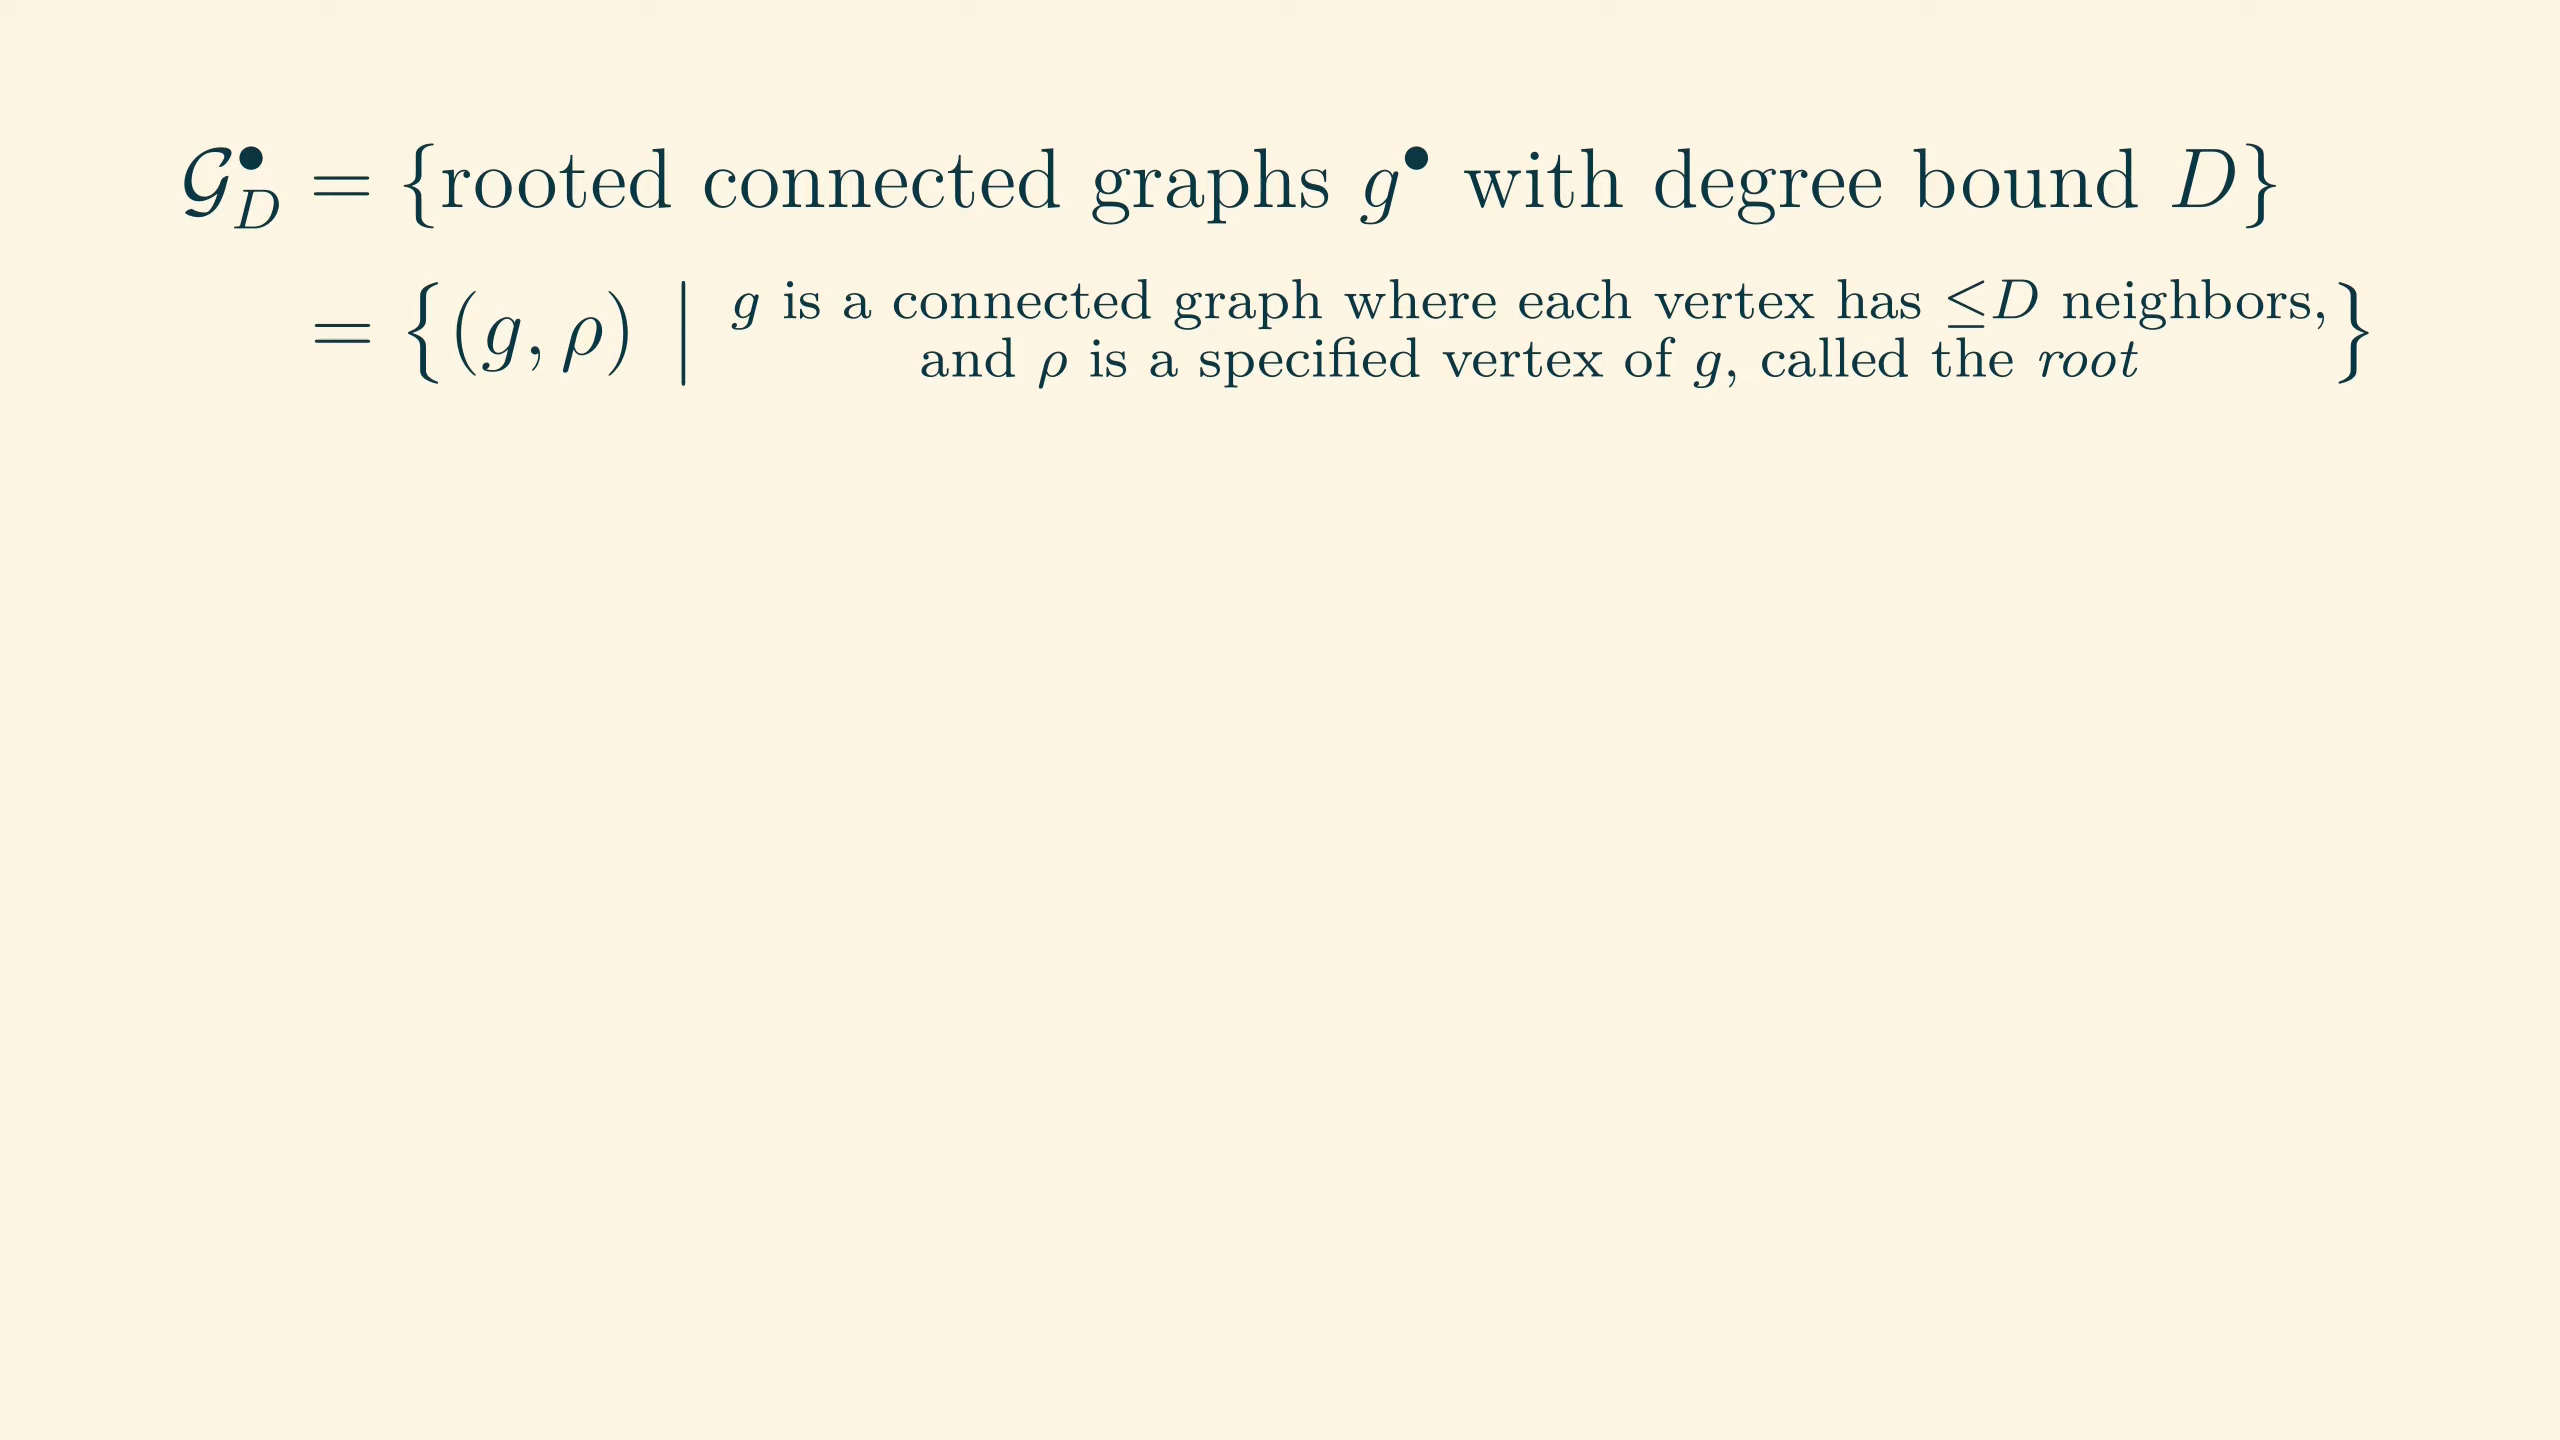 𝒢•_D = {rooted connected graphs g• with degree bound D}
= {(g, ρ) | g is a connected graph where each vertex has ≤D neighbors,
and ρ is a specified vertex of g, called the root}